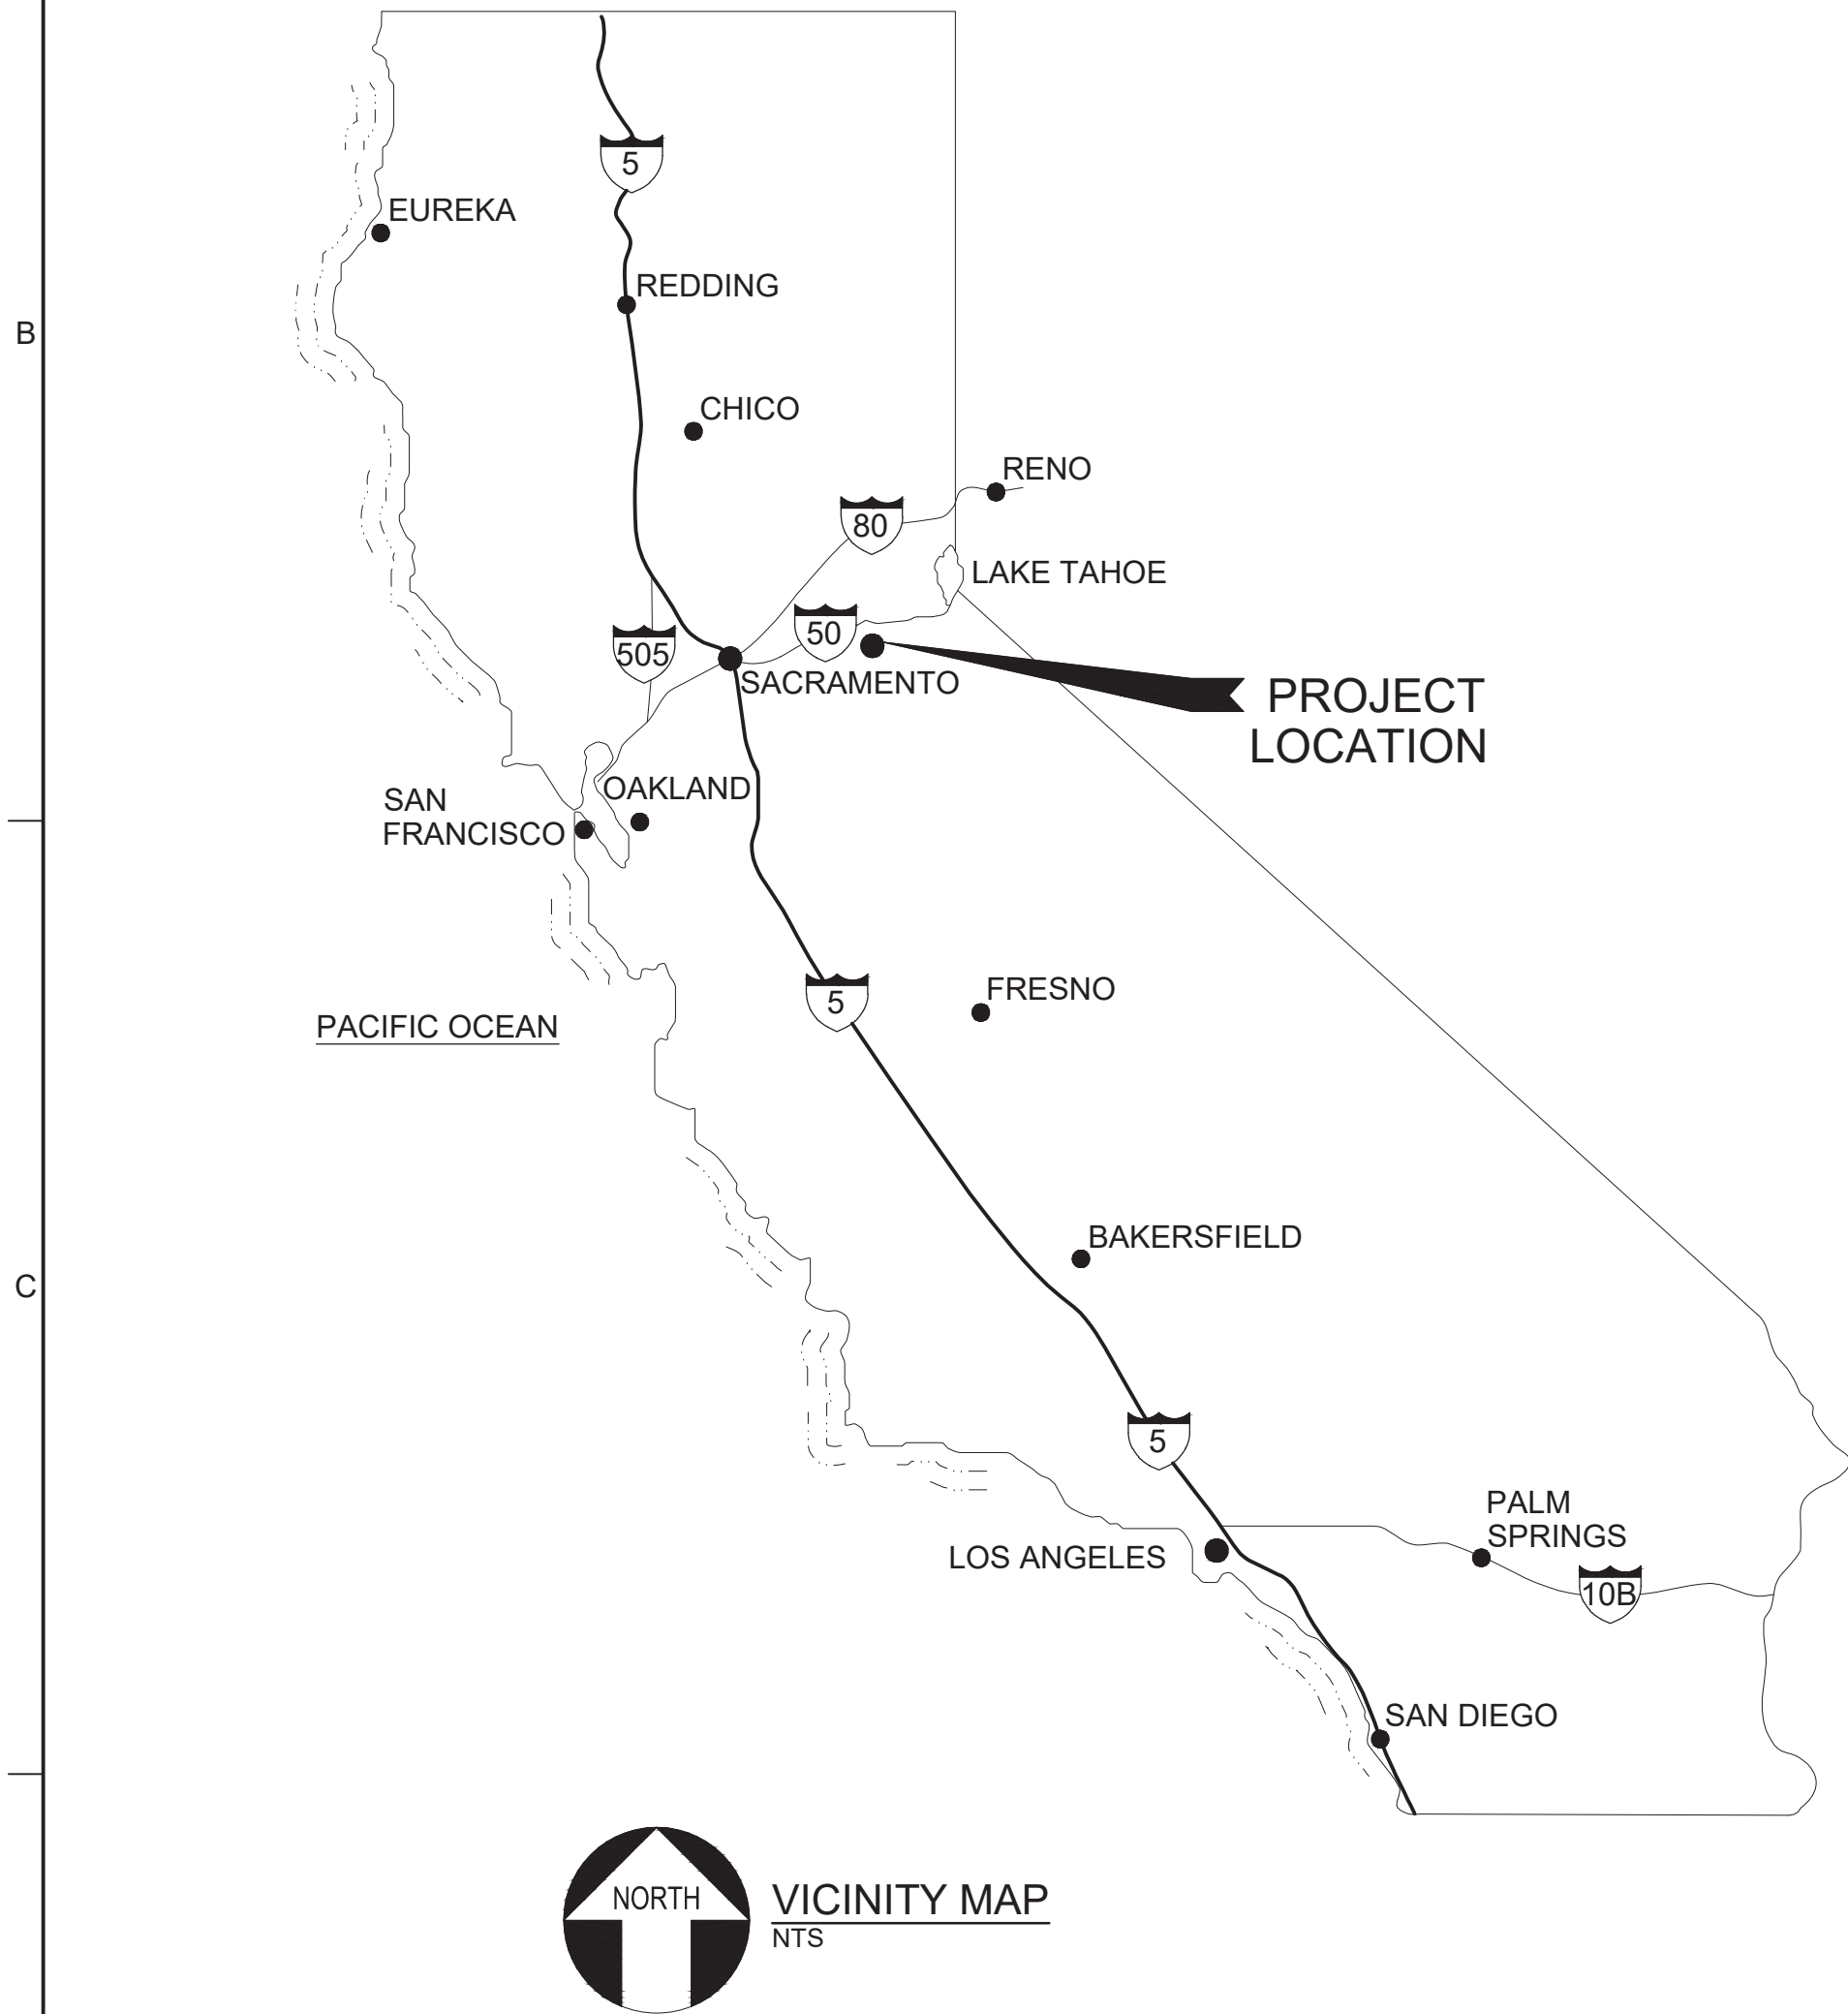 5
EUREKA
REDDING
B
CHICO
RENO
80
LAKE TAHOE
50
505
SACRAMENTO
PROJECT
LOCATION
OAKLAND
SAN
FRANCISCO
FRESNO
5
PACIFIC OCEAN
BAKERSFIELD
C
5
PALM
SPRINGS
LOS ANGELES
10B
SAN DIEGO
NORTH
VICINITY MAP
NTS